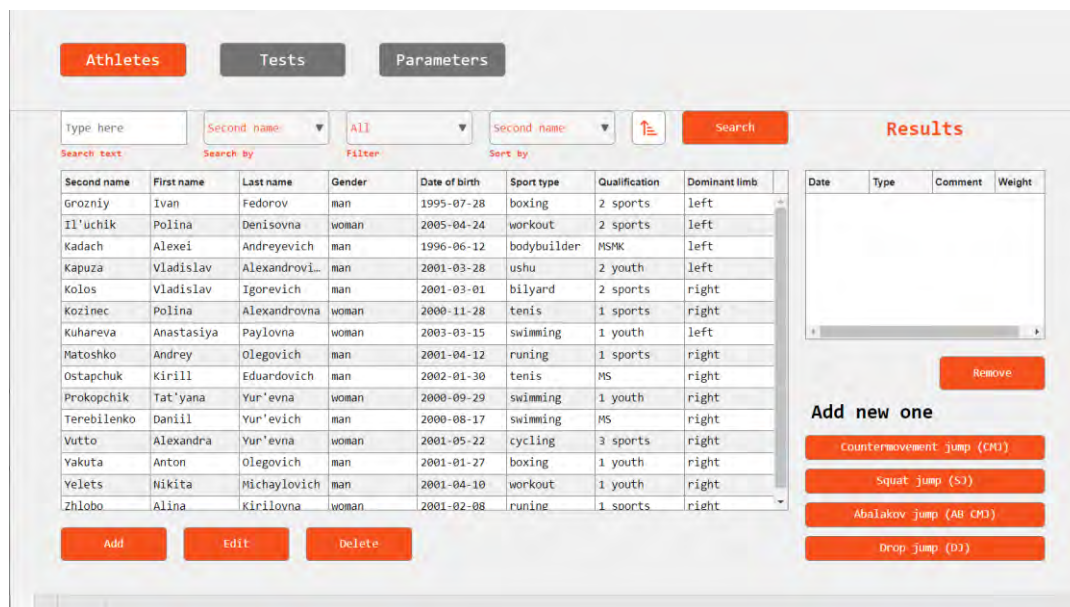 Athletes Tests Parameters
Type here Second name All Second name Search Results
Search text Search by Filter Sort by
Second name First name Last name Gender Date of birth Sport type Qualification Dominant limb Date Type Comment Weight
Grozniy Ivan Fedorov man 1995-07-28 boxing 2 sports left
Il'uchik Polina Denisovna woman 2005-04-24 workout 2 sports left
Kadach Alexei Andreyevich man 1996-06-12 bodybuilder MSMK left
Kapuza Vladislav Alexandrovi… man 2001-03-28 ushu 2 youth left
Kolos Vladislav Igorevich man 2001-03-01 bilyard 2 sports right
Kozinec Polina Alexandrovna woman 2000-11-28 tenis 1 sports right
Kuhareva Anastasiya Paylovna woman 2003-03-15 swimming 1 youth left
Matoshko Andrey Olegovich man 2001-04-12 runing 1 sports right
Ostapchuk Kirill Eduardovich man 2002-01-30 tenis MS right
Prokopchik Tat'yana Yur'evna woman 2000-09-29 swimming 1 youth right
Terebilenko Daniil Yur'evich man 2000-08-17 swimming MS right
Vutto Alexandra Yur'evna woman 2001-05-22 cycling 3 sports right
Yakuta Anton Olegovich man 2001-01-27 boxing 1 youth right
Yelets Nikita Michaylovich man 2001-04-10 workout 1 youth right
Zhlobo Alina Kirilovna woman 2001-02-08 runing 1 sports right
Remove
Add new one
Countermovement jump (CMJ)
Squat jump (SJ)
Abalakov jump (AB CMJ)
Drop jump (DJ)
Add Edit Delete